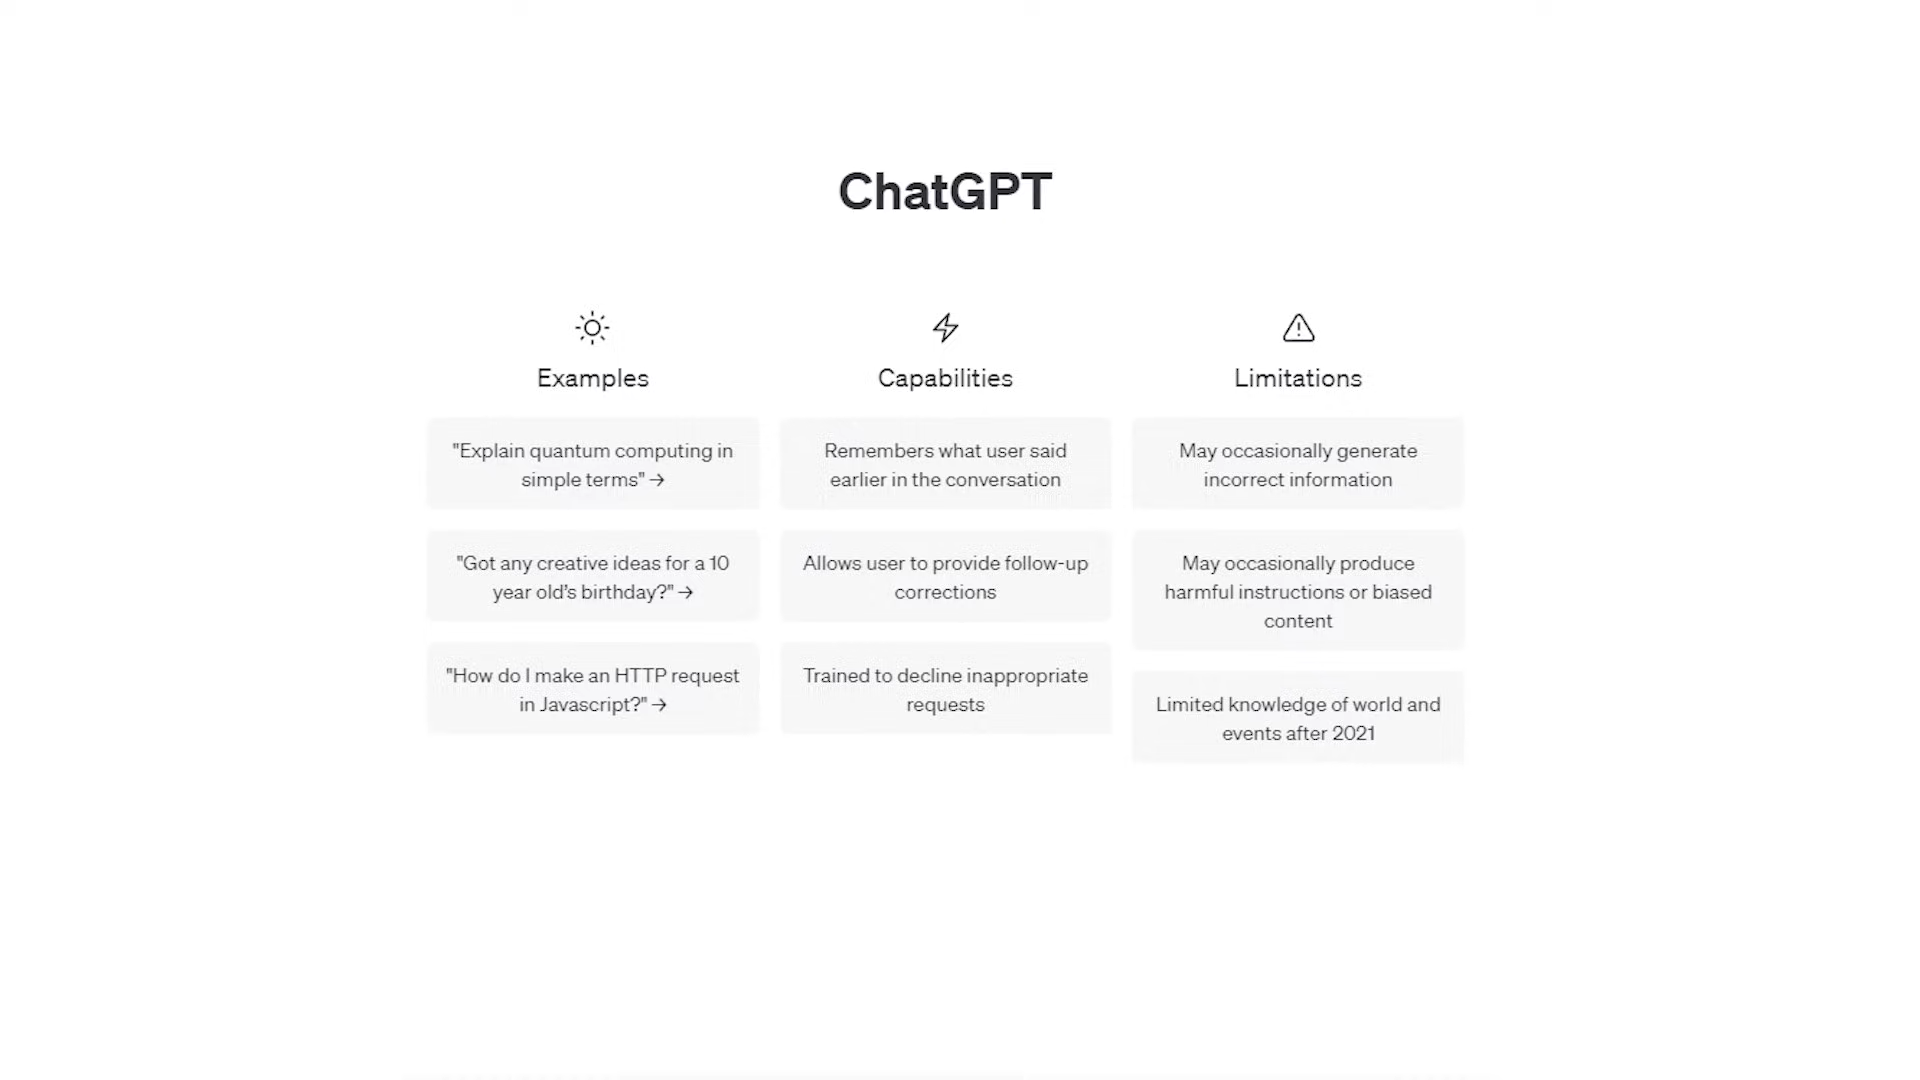 ChatGPT
Examples
"Explain quantum computing in
simple terms" →
"Got any creative ideas for a 10
year old's birthday?" →
"How do I make an HTTP request
in Javascript?" →
Capabilities
Remembers what user said
earlier in the conversation
Allows user to provide follow-up
corrections
Trained to decline inappropriate
requests
Limitations
May occasionally generate
incorrect information
May occasionally produce
harmful instructions or biased
content
Limited knowledge of world and
events after 2021